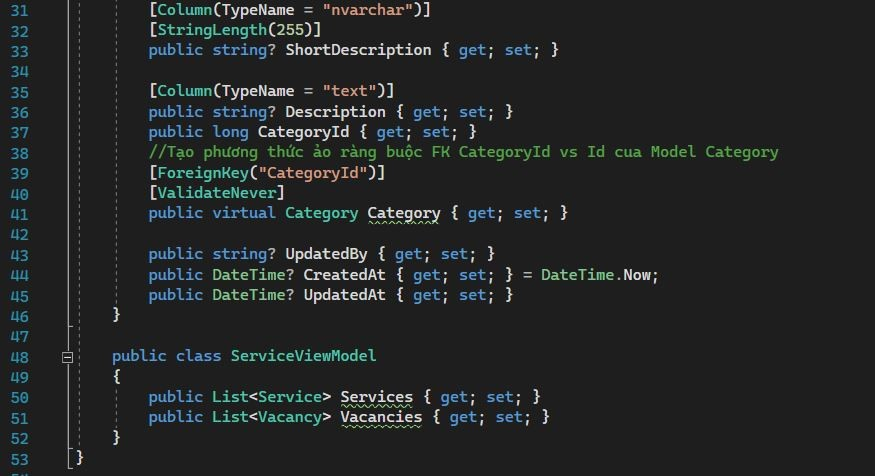 31 [Column(TypeName = "nvarchar")]
32 [StringLength(255)]
33 public string? ShortDescription { get; set; }
34
35 [Column(TypeName = "text")]
36 public string? Description { get; set; }
37 public long CategoryId { get; set; }
38 //Tạo phương thức ảo ràng buộc FK CategoryId vs Id cua Model Category
39 [ForeignKey("CategoryId")]
40 [ValidateNever]
41 public virtual Category Category { get; set; }
42
43 public string? UpdatedBy { get; set; }
44 public DateTime? CreatedAt { get; set; } = DateTime.Now;
45 public DateTime? UpdatedAt { get; set; }
46 }
47
48 public class ServiceViewModel
49 {
50 public List<Service> Services { get; set; }
51 public List<Vacancy> Vacancies { get; set; }
52 }
53 }